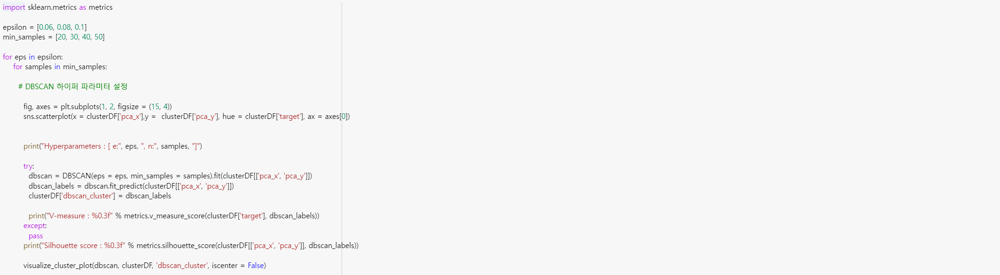 import sklearn.metrics as metrics
epsilon = [0.06, 0.08, 0.1]
min_samples = [20, 30, 40, 50]
for eps in epsilon:
for samples in min_samples:
# DBSCAN 하이퍼 파라미터 설정
fig, axes = plt.subplots(1, 2, figsize = (15, 4))
sns.scatterplot(x = clusterDF['pca_x'],y =  clusterDF['pca_y'], hue = clusterDF['target'], ax = axes[0])
print("Hyperparameters : [ e:", eps, ", n:", samples, "]")
try:
dbscan = DBSCAN(eps = eps, min_samples = samples).fit(clusterDF[['pca_x', 'pca_y']])
dbscan_labels = dbscan.fit_predict(clusterDF[['pca_x', 'pca_y']])
clusterDF['dbscan_cluster'] = dbscan_labels
print("V-measure : %0.3f" % metrics.v_measure_score(clusterDF['target'], dbscan_labels))
except:
pass
print("Silhouette score : %0.3f" % metrics.silhouette_score(clusterDF[['pca_x', 'pca_y']], dbscan_labels))
visualize_cluster_plot(dbscan, clusterDF, 'dbscan_cluster', iscenter = False)